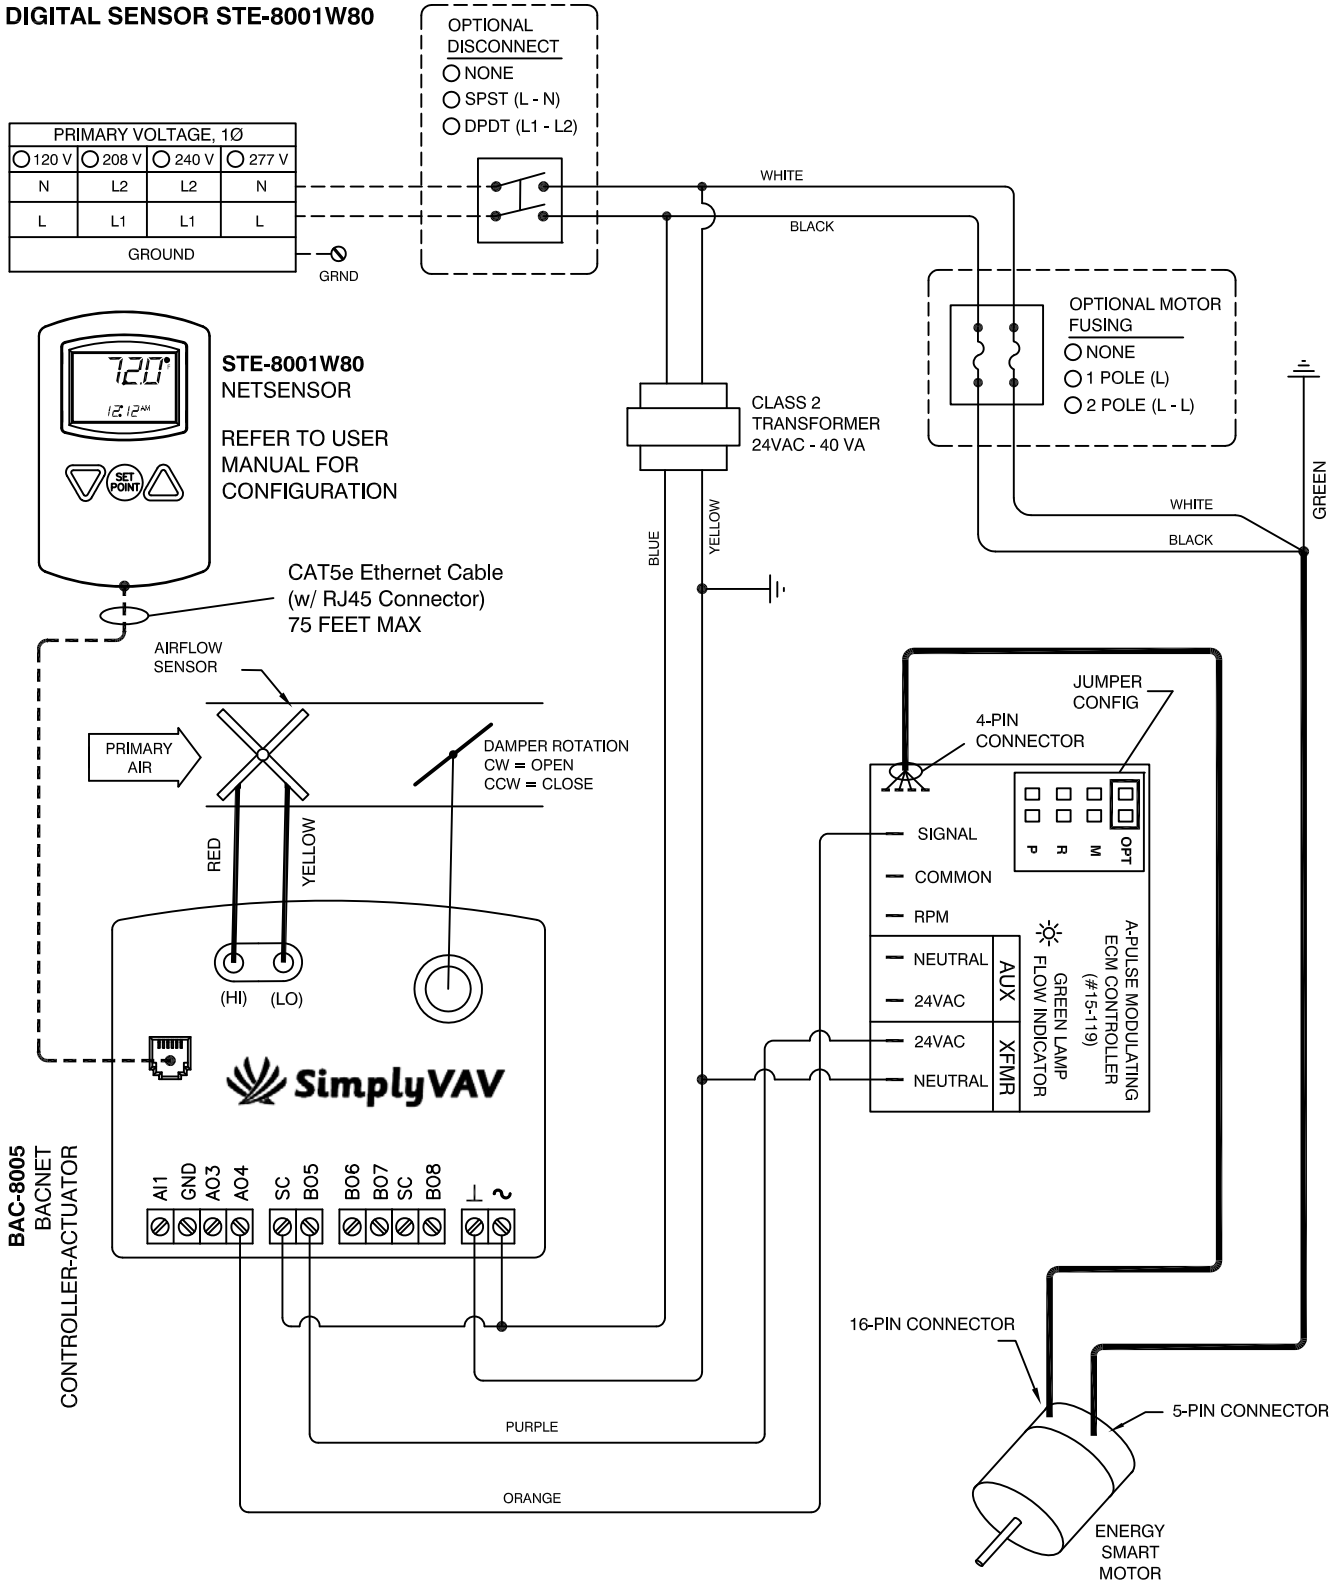 DIGITAL SENSOR STE-8001W80
OPTIONAL
DISCONNECT
NONE
SPST (L - N)
DPDT (L1 - L2)
PRIMARY VOLTAGE, 1Ø
120 V 208 V 240 V 277 V
N L2 L2 N
L L1 L1 L
GROUND
GRND
WHITE
BLACK
OPTIONAL MOTOR
FUSING
NONE
1 POLE (L)
2 POLE (L - L)
72.0°F
12:12 AM
SET
POINT
STE-8001W80
NETSENSOR
REFER TO USER
MANUAL FOR
CONFIGURATION
CLASS 2
TRANSFORMER
24VAC - 40 VA
BLUE
YELLOW
WHITE
BLACK
GREEN
CAT5e Ethernet Cable
(w/ RJ45 Connector)
75 FEET MAX
AIRFLOW
SENSOR
PRIMARY
AIR
DAMPER ROTATION
CW = OPEN
CCW = CLOSE
RED
YELLOW
(HI) (LO)
JUMPER
CONFIG
4-PIN
CONNECTOR
P R M OPT
SIGNAL
COMMON
RPM
NEUTRAL
24VAC
AUX
24VAC
NEUTRAL
XFMR
GREEN LAMP
FLOW INDICATOR
A-PULSE MODULATING
ECM CONTROLLER
(#15-119)
SimplyVAV
BAC-8005
BACNET
CONTROLLER-ACTUATOR
AI1 GND AO3 AO4 SC BO5 BO6 BO7 SC BO8 ⊥ ~
PURPLE
ORANGE
16-PIN CONNECTOR
5-PIN CONNECTOR
ENERGY
SMART
MOTOR